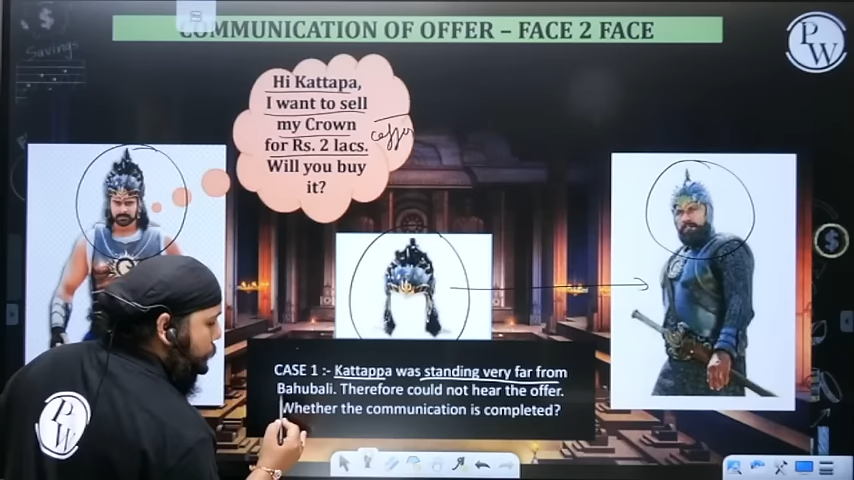 COMMUNICATION OF OFFER – FACE 2 FACE
Savings
PW
Hi Kattapa,
I want to sell
my Crown
for Rs. 2 lacs.
Will you buy
it?
CASE 1 :- Kattappa was standing very far from
Bahubali. Therefore could not hear the offer.
Whether the communication is completed?
PW